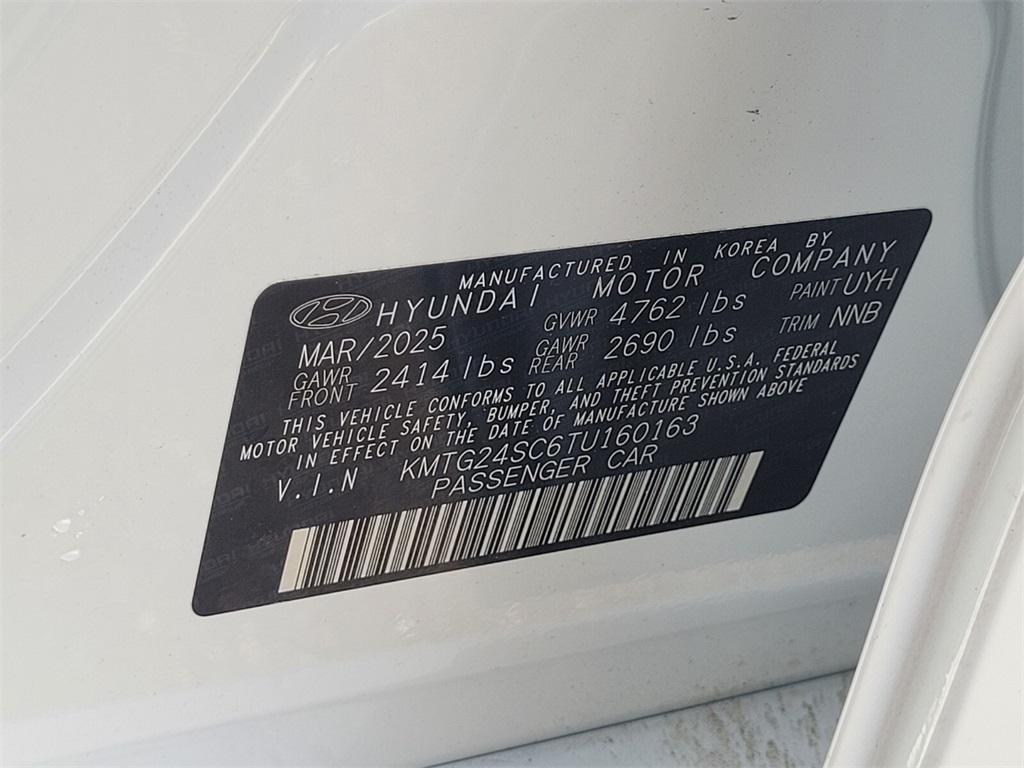 MANUFACTURED IN KOREA BY
HYUNDAI MOTOR COMPANY
MAR/2025 GVWR 4762 lbs PAINT UYH
GAWR FRONT 2414 lbs GAWR REAR 2690 lbs TRIM NNB
THIS VEHICLE CONFORMS TO ALL APPLICABLE U.S.A. FEDERAL
MOTOR VEHICLE SAFETY, BUMPER, AND THEFT PREVENTION STANDARDS
IN EFFECT ON THE DATE OF MANUFACTURE SHOWN ABOVE
V.I.N KMTG24SC6TU160163
PASSENGER CAR